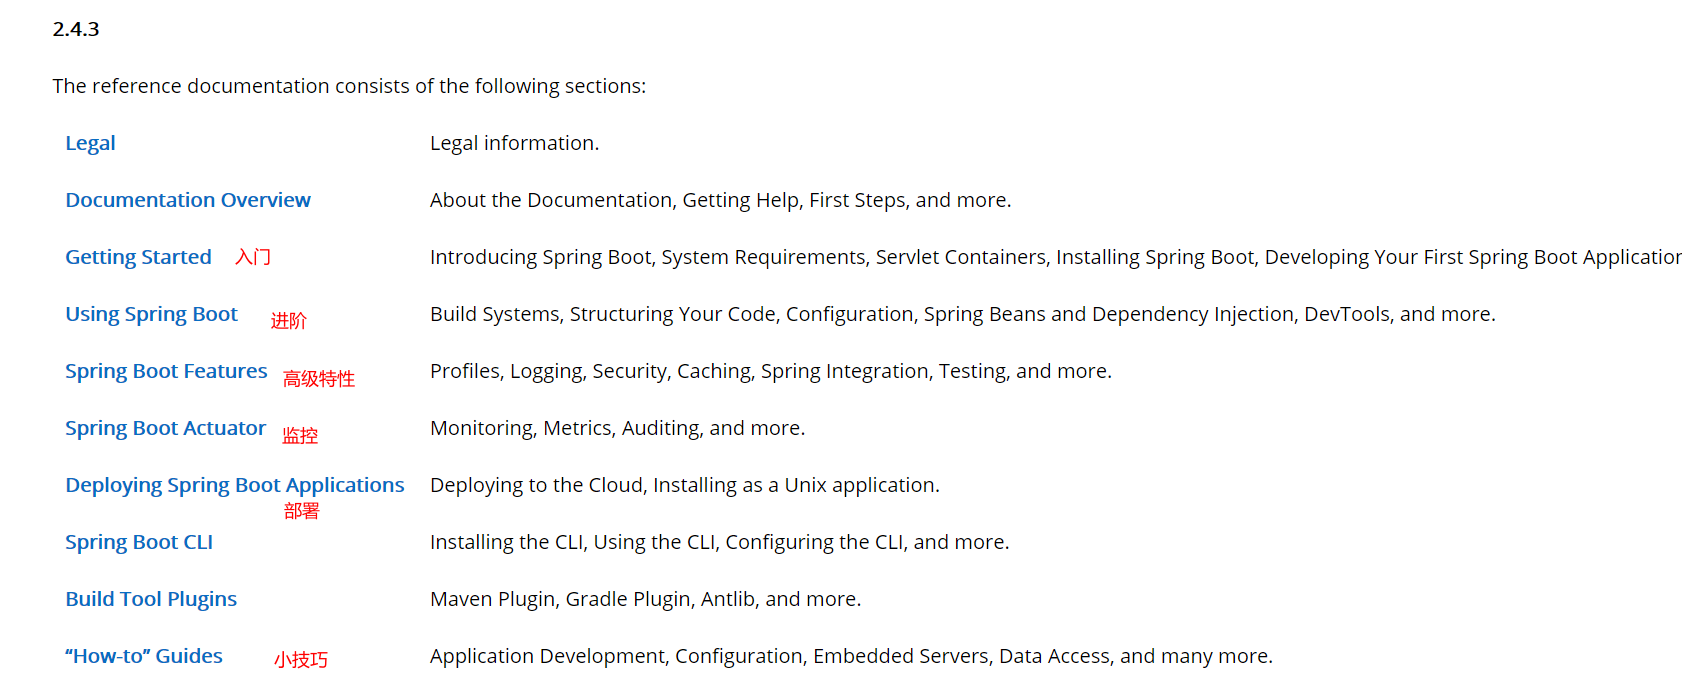 2.4.3
The reference documentation consists of the following sections:
Legal Legal information.
Documentation Overview About the Documentation, Getting Help, First Steps, and more.
Getting Started 入门 Introducing Spring Boot, System Requirements, Servlet Containers, Installing Spring Boot, Developing Your First Spring Boot Application
Using Spring Boot 进阶 Build Systems, Structuring Your Code, Configuration, Spring Beans and Dependency Injection, DevTools, and more.
Spring Boot Features 高级特性 Profiles, Logging, Security, Caching, Spring Integration, Testing, and more.
Spring Boot Actuator 监控 Monitoring, Metrics, Auditing, and more.
Deploying Spring Boot Applications Deploying to the Cloud, Installing as a Unix application.
部署
Spring Boot CLI Installing the CLI, Using the CLI, Configuring the CLI, and more.
Build Tool Plugins Maven Plugin, Gradle Plugin, Antlib, and more.
“How-to” Guides 小技巧 Application Development, Configuration, Embedded Servers, Data Access, and many more.